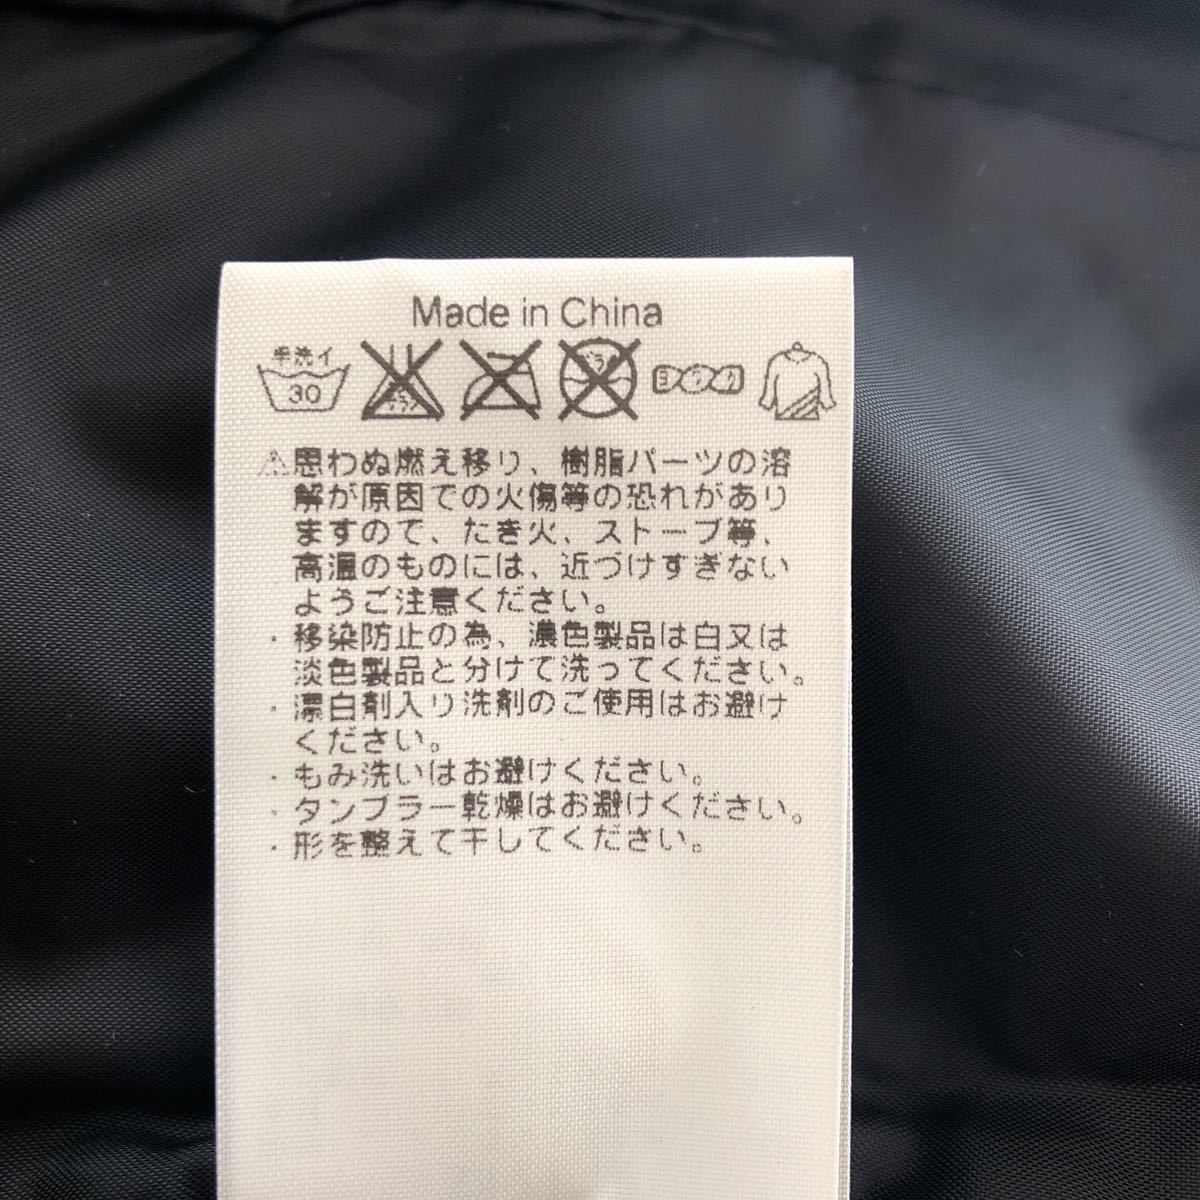 Made in China
手洗イ
30
エンソ
サラシ
ドライ
ヨワク
⚠思わぬ燃え移り、樹脂パーツの溶
解が原因での火傷等の恐れがあり
ますので、たき火、ストーブ等、
高温のものには、近づけすぎない
ようご注意ください。
・移染防止の為、濃色製品は白又は
淡色製品と分けて洗ってください。
・漂白剤入り洗剤のご使用はお避け
ください。
・もみ洗いはお避けください。
・タンブラー乾燥はお避けください。
・形を整えて干してください。